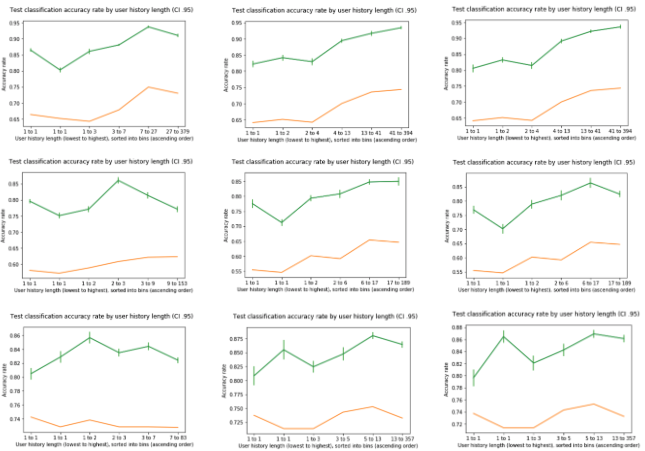 Test classification accuracy rate by user history length (CI .95)
0.95
0.90
0.85
0.80
0.75
0.70
0.65
Accuracy rate
1 to 1 1 to 1 1 to 3 3 to 7 7 to 27 27 to 379
User history length (lowest to highest), sorted into bins (ascending order)
Test classification accuracy rate by user history length (CI .95)
0.95
0.90
0.85
0.80
0.75
0.70
0.65
Accuracy rate
1 to 1 1 to 2 2 to 4 4 to 13 13 to 41 41 to 394
User history length (lowest to highest), sorted into bins (ascending order)
Test classification accuracy rate by user history length (CI .95)
0.95
0.90
0.85
0.80
0.75
0.70
0.65
Accuracy rate
1 to 1 1 to 2 2 to 4 4 to 13 13 to 41 41 to 394
User history length (lowest to highest), sorted into bins (ascending order)
Test classification accuracy rate by user history length (CI .95)
0.85
0.80
0.75
0.70
0.65
0.60
Accuracy rate
1 to 1 1 to 1 1 to 2 2 to 3 3 to 9 9 to 153
User history length (lowest to highest), sorted into bins (ascending order)
Test classification accuracy rate by user history length (CI .95)
0.85
0.80
0.75
0.70
0.65
0.60
0.55
Accuracy rate
1 to 1 1 to 1 1 to 2 2 to 6 6 to 17 17 to 189
User history length (lowest to highest), sorted into bins (ascending order)
Test classification accuracy rate by user history length (CI .95)
0.85
0.80
0.75
0.70
0.65
0.60
0.55
Accuracy rate
1 to 1 1 to 1 1 to 2 2 to 6 6 to 17 17 to 189
User history length (lowest to highest), sorted into bins (ascending order)
Test classification accuracy rate by user history length (CI .95)
0.86
0.84
0.82
0.80
0.78
0.76
0.74
Accuracy rate
1 to 1 1 to 1 1 to 2 2 to 3 3 to 7 7 to 83
User history length (lowest to highest), sorted into bins (ascending order)
Test classification accuracy rate by user history length (CI .95)
0.875
0.850
0.825
0.800
0.775
0.750
0.725
Accuracy rate
1 to 1 1 to 1 1 to 3 3 to 5 5 to 13 13 to 357
User history length (lowest to highest), sorted into bins (ascending order)
Test classification accuracy rate by user history length (CI .95)
0.88
0.86
0.84
0.82
0.80
0.78
0.76
0.74
0.72
Accuracy rate
1 to 1 1 to 1 1 to 3 3 to 5 5 to 13 13 to 357
User history length (lowest to highest), sorted into bins (ascending order)